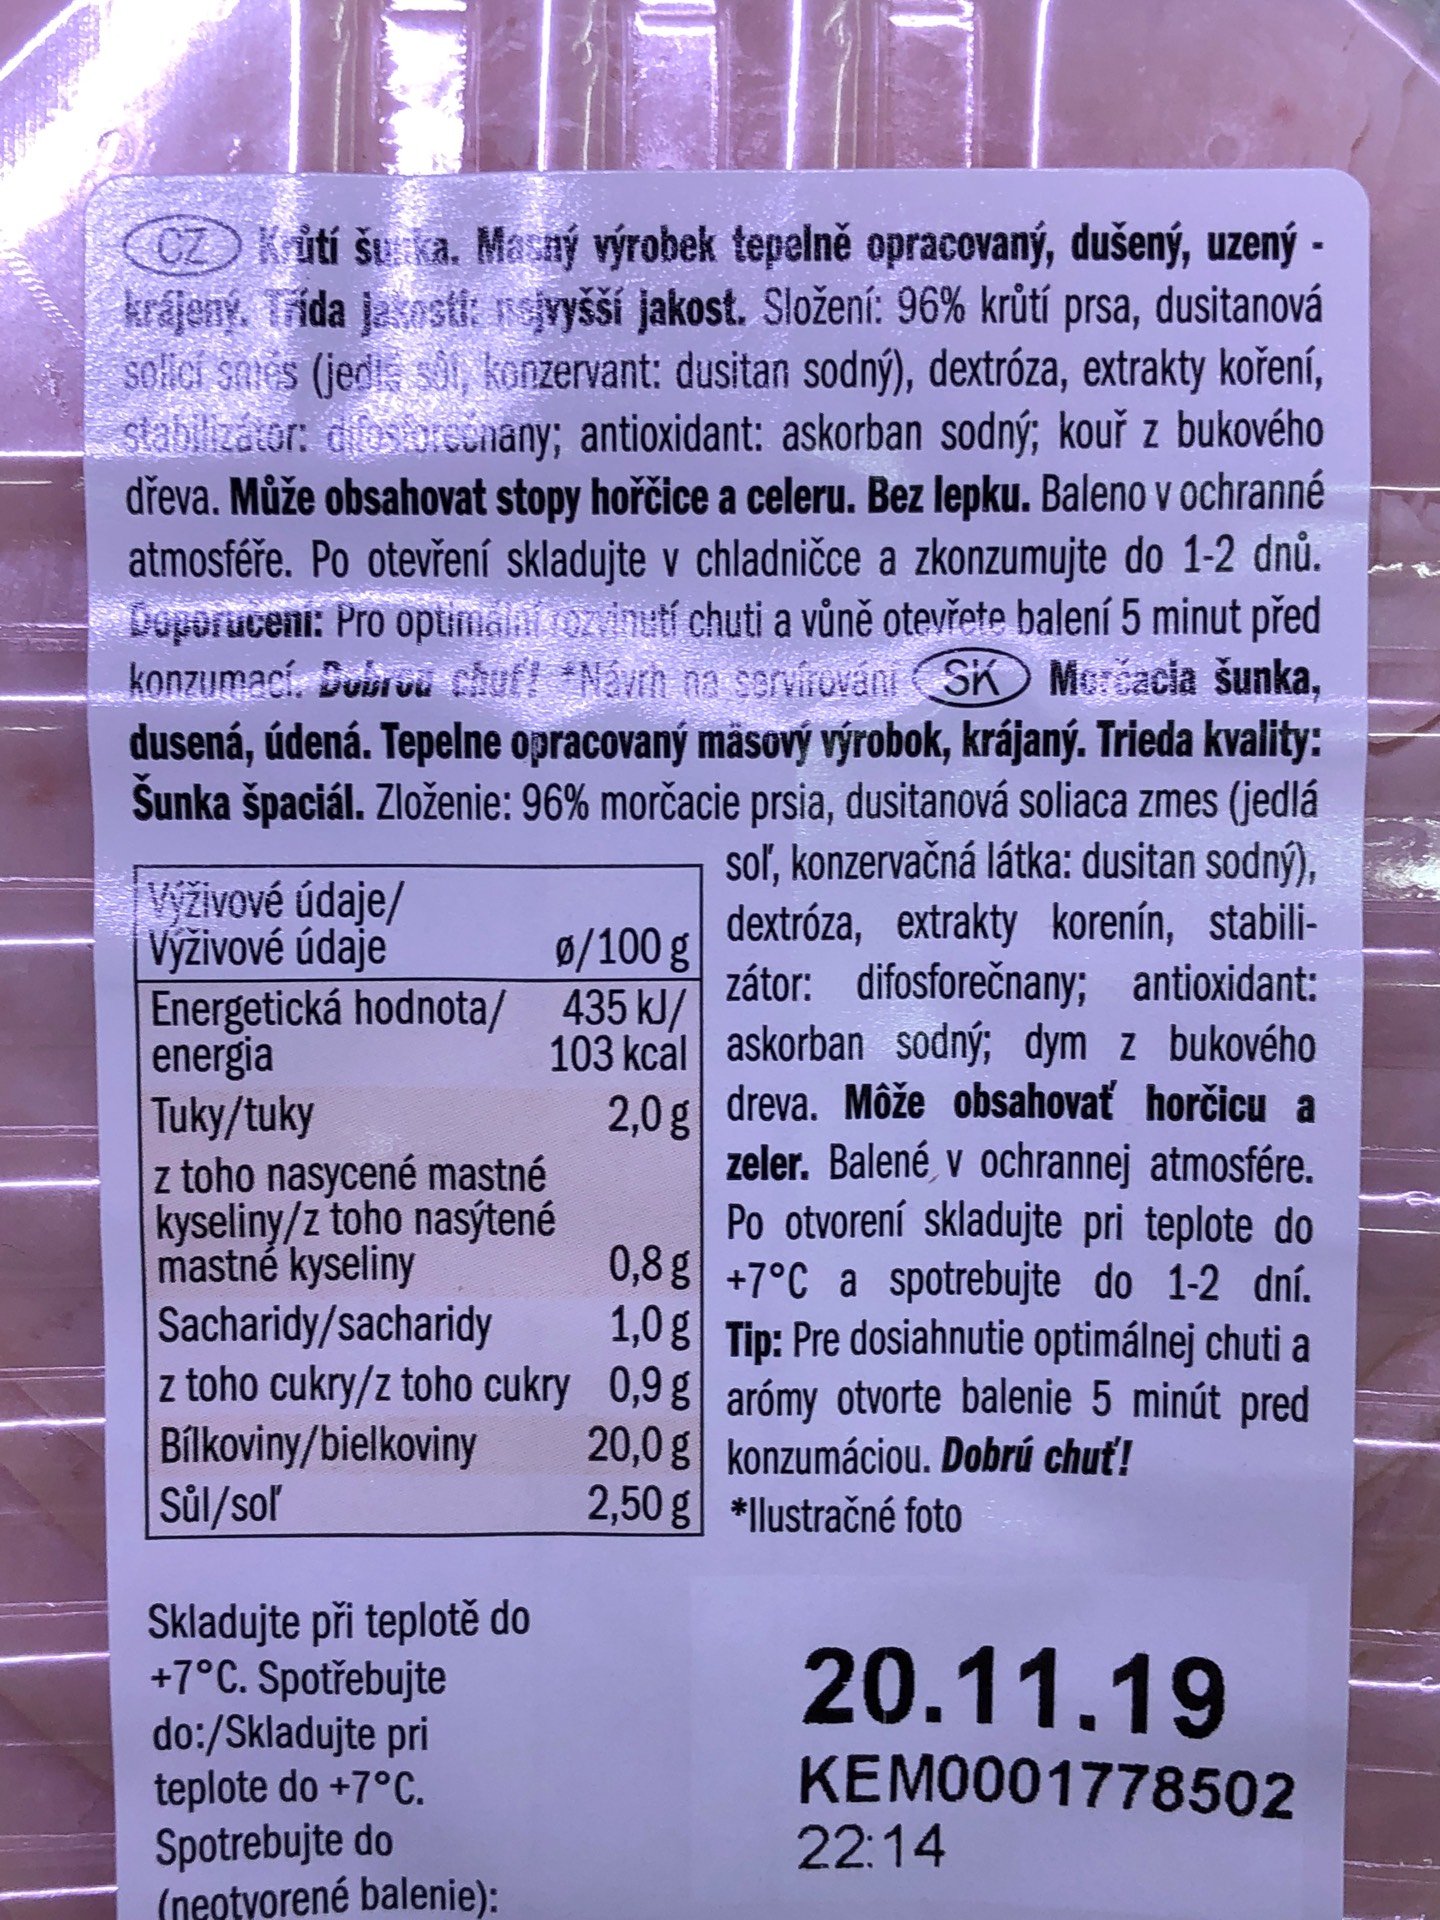 CZ Krůtí šunka. Masný výrobek tepelně opracovaný, dušený, uzený -
krájený. Třída jakosti: nejvyšší jakost. Složení: 96% krůtí prsa, dusitanová
solicí směs (jedlá sůl, konzervant: dusitan sodný), dextróza, extrakty koření,
stabilizátor: difosforečnany; antioxidant: askorban sodný; kouř z bukového
dřeva. Může obsahovat stopy hořčice a celeru. Bez lepku. Baleno v ochranné
atmosféře. Po otevření skladujte v chladničce a zkonzumujte do 1-2 dnů.
Doporučení: Pro optimální rozvinutí chuti a vůně otevřete balení 5 minut před
konzumací. Dobrou chuť! *Návrh na servírování SK Morčacia šunka,
dusená, údená. Tepelne opracovaný mäsový výrobok, krájaný. Trieda kvality:
Šunka špaciál. Zloženie: 96% morčacie prsia, dusitanová soliaca zmes (jedlá
soľ, konzervačná látka: dusitan sodný),
dextróza, extrakty korenín, stabili-
zátor: difosforečnany; antioxidant:
askorban sodný; dym z bukového
dreva. Môže obsahovať horčicu a
zeler. Balené v ochrannej atmosfére.
Po otvorení skladujte pri teplote do
+7°C a spotrebujte do 1-2 dní.
Tip: Pre dosiahnutie optimálnej chuti a
arómy otvorte balenie 5 minút pred
konzumáciou. Dobrú chuť!
*Ilustračné foto
Výživové údaje/
Výživové údaje ø/100 g
Energetická hodnota/ 435 kJ/
energia 103 kcal
Tuky/tuky 2,0 g
z toho nasycené mastné
kyseliny/z toho nasýtené
mastné kyseliny 0,8 g
Sacharidy/sacharidy 1,0 g
z toho cukry/z toho cukry 0,9 g
Bílkoviny/bielkoviny 20,0 g
Sůl/soľ 2,50 g
Skladujte při teplotě do
+7°C. Spotřebujte
do:/Skladujte pri
teplote do +7°C.
Spotrebujte do
(neotvorené balenie):
20.11.19
KEM0001778502
22:14